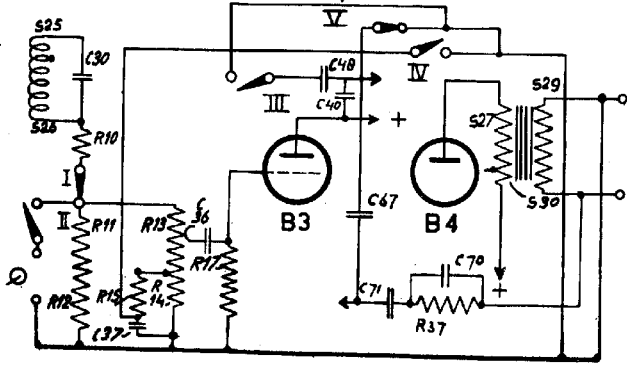 V
S25
C30
S26
R10
I
II
R11
R12
R15
C37
R13
R
14
C
36
R17
III
C48
C40
+
B3
IV
C67
C71
C70
R37
B4
S27
S29
S30
+